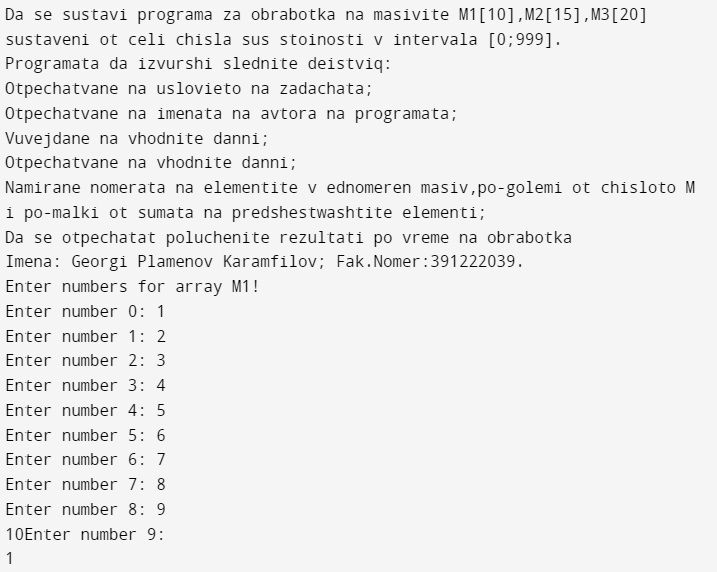 Da se sustavi programa za obrabotka na masivite M1[10],M2[15],M3[20]
sustaveni ot celi chisla sus stoinosti v intervala [0;999].
Programata da izvurshi slednite deistviq:
Otpechatvane na uslovieto na zadachata;
Otpechatvane na imenata na avtora na programata;
Vuvejdane na vhodnite danni;
Otpechatvane na vhodnite danni;
Namirane nomerata na elementite v ednomeren masiv,po-golemi ot chisloto M
i po-malki ot sumata na predshestwashtite elementi;
Da se otpechatat poluchenite rezultati po vreme na obrabotka
Imena: Georgi Plamenov Karamfilov; Fak.Nomer:391222039.
Enter numbers for array M1!
Enter number 0: 1
Enter number 1: 2
Enter number 2: 3
Enter number 3: 4
Enter number 4: 5
Enter number 5: 6
Enter number 6: 7
Enter number 7: 8
Enter number 8: 9
10Enter number 9:
1